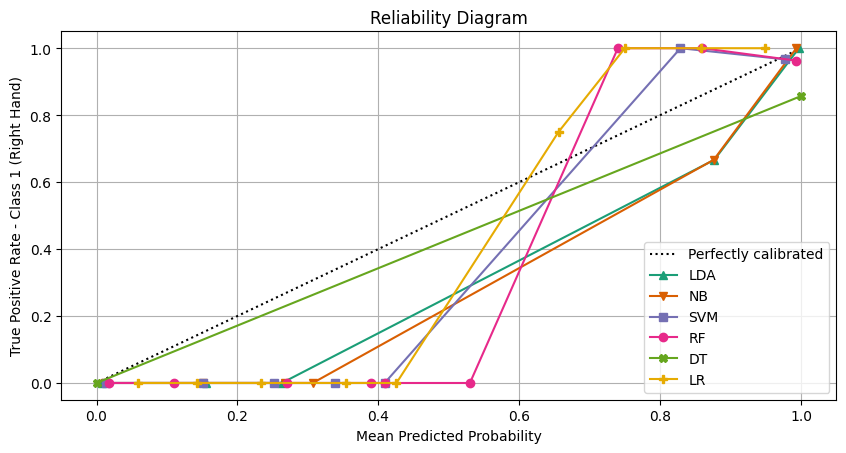 Reliability Diagram
True Positive Rate - Class 1 (Right Hand)
1.0
0.8
0.6
0.4
0.2
0.0
Perfectly calibrated
LDA
NB
SVM
RF
DT
LR
0.0 0.2 0.4 0.6 0.8 1.0
Mean Predicted Probability